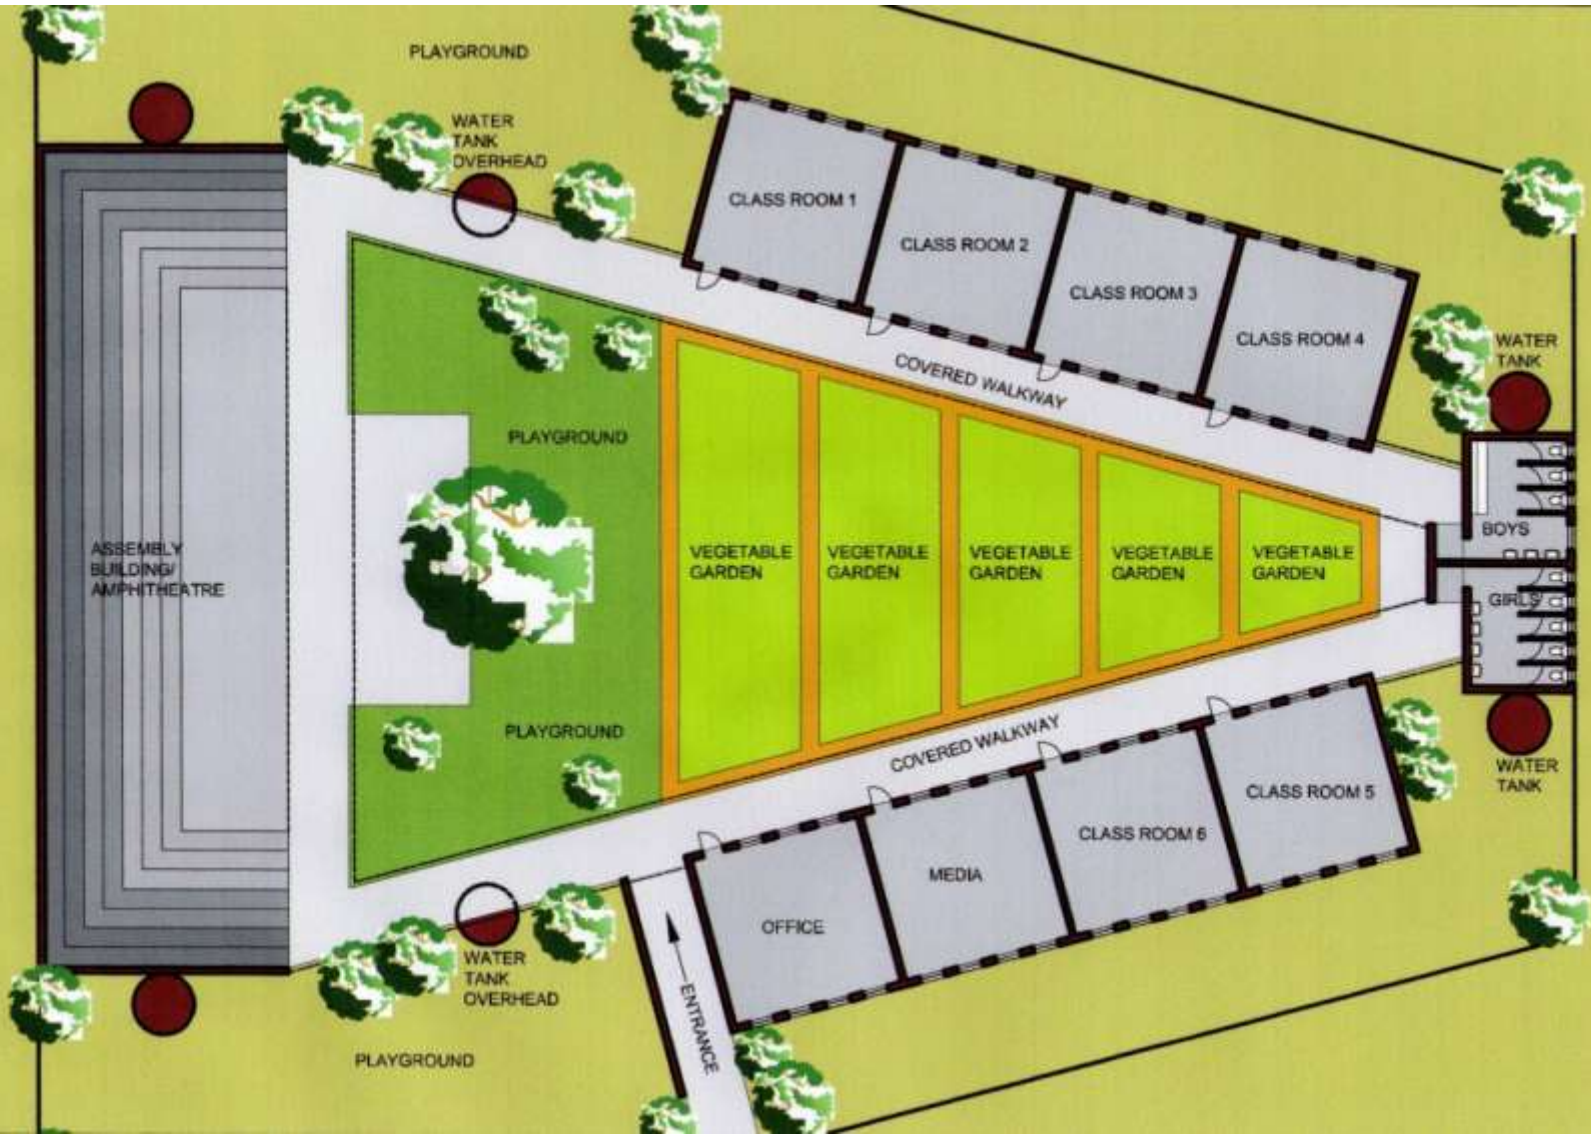 PLAYGROUND
WATER
TANK
OVERHEAD
CLASS ROOM 1
CLASS ROOM 2
CLASS ROOM 3
CLASS ROOM 4
WATER
TANK
COVERED WALKWAY
PLAYGROUND
BOYS
ASSEMBLY
BUILDING/
AMPHITHEATRE
VEGETABLE
GARDEN
VEGETABLE
GARDEN
VEGETABLE
GARDEN
VEGETABLE
GARDEN
VEGETABLE
GARDEN
GIRLS
PLAYGROUND
COVERED WALKWAY
WATER
TANK
CLASS ROOM 5
CLASS ROOM 6
MEDIA
OFFICE
WATER
TANK
OVERHEAD
ENTRANCE
PLAYGROUND